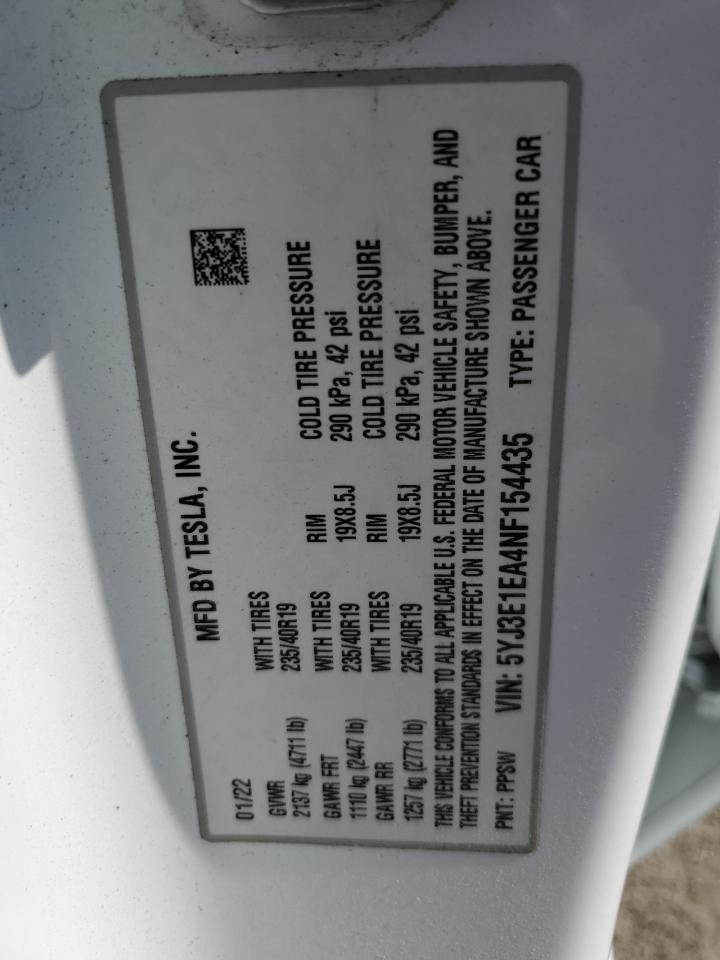 MFD BY TESLA, INC.
01/22
GVWR WITH TIRES
2137 kg (4711 lb) 235/40R19 RIM COLD TIRE PRESSURE
GAWR FRT WITH TIRES 19X8.5J 290 kPa, 42 psi
1110 kg (2447 lb) 235/40R19 RIM COLD TIRE PRESSURE
GAWR RR WITH TIRES 19X8.5J 290 kPa, 42 psi
1257 kg (2771 lb) 235/40R19
THIS VEHICLE CONFORMS TO ALL APPLICABLE U.S. FEDERAL MOTOR VEHICLE SAFETY, BUMPER, AND
THEFT PREVENTION STANDARDS IN EFFECT ON THE DATE OF MANUFACTURE SHOWN ABOVE.
PNT: PPSW VIN: 5YJ3E1EA4NF154435 TYPE: PASSENGER CAR